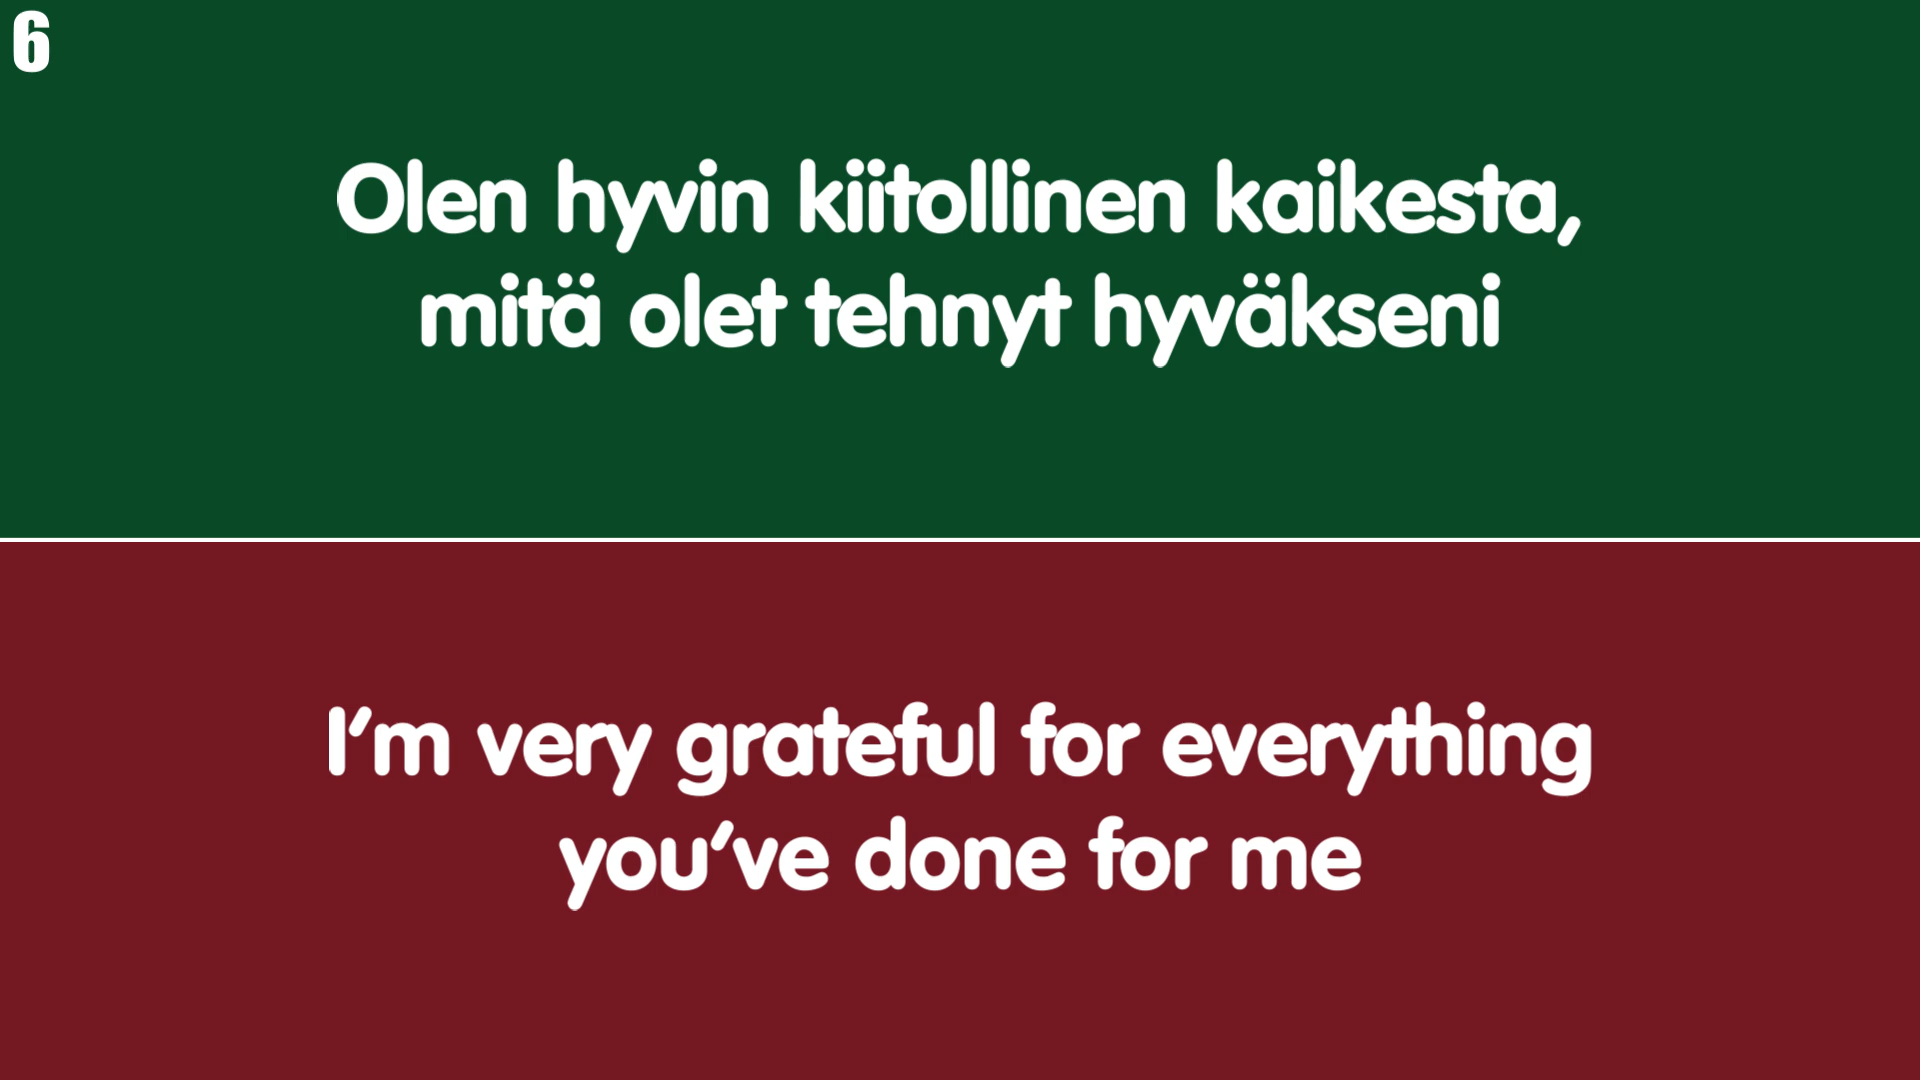 6
Olen hyvin kiitollinen kaikesta,
mitä olet tehnyt hyväkseni
I'm very grateful for everything
you've done for me